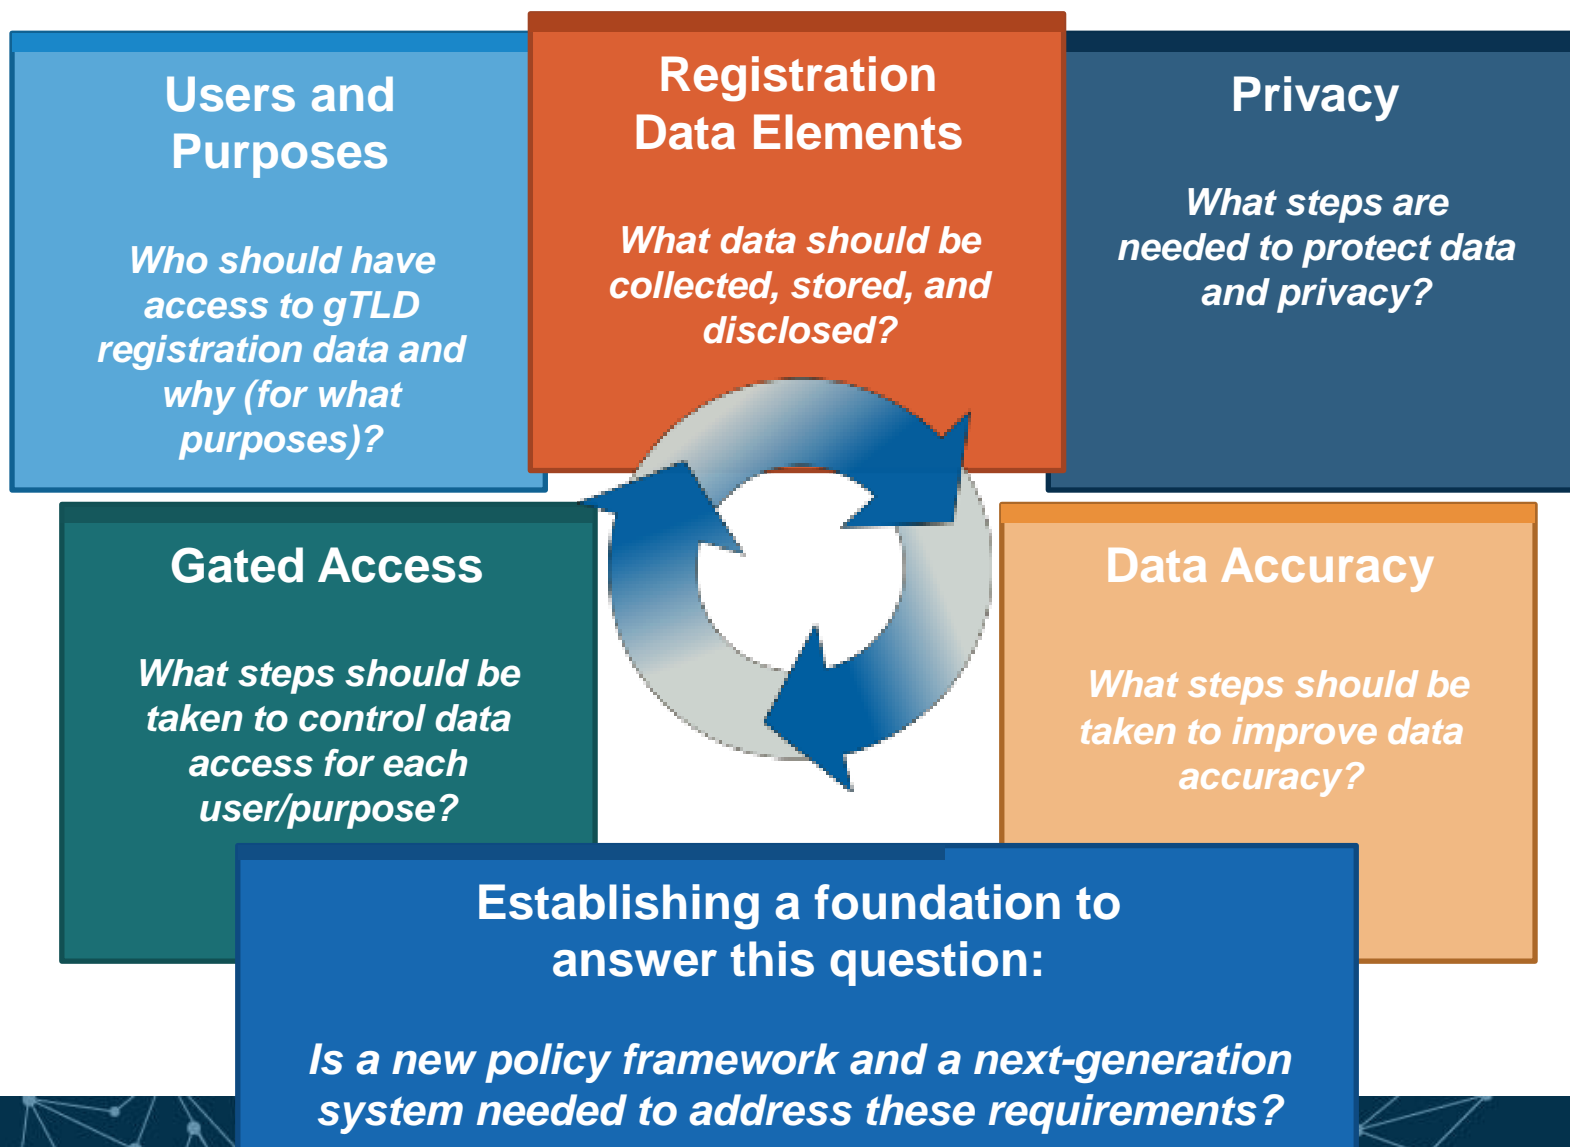 Users and
Purposes
Who should have
access to gTLD
registration data and
why (for what
purposes)?
Registration
Data Elements
What data should be
collected, stored, and
disclosed?
Privacy
What steps are
needed to protect data
and privacy?
Gated Access
What steps should be
taken to control data
access for each
user/purpose?
Data Accuracy
What steps should be
taken to improve data
accuracy?
Establishing a foundation to
answer this question:
Is a new policy framework and a next-generation
system needed to address these requirements?